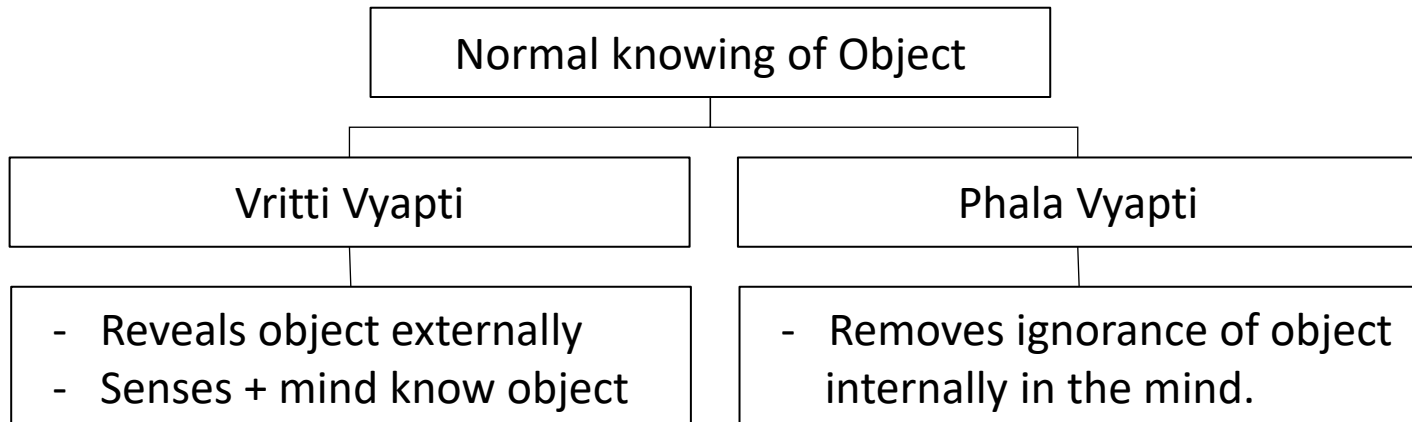 Normal knowing of Object
Vritti Vyapti
Phala Vyapti
- Reveals object externally
- Senses + mind know object
- Removes ignorance of object
internally in the mind.